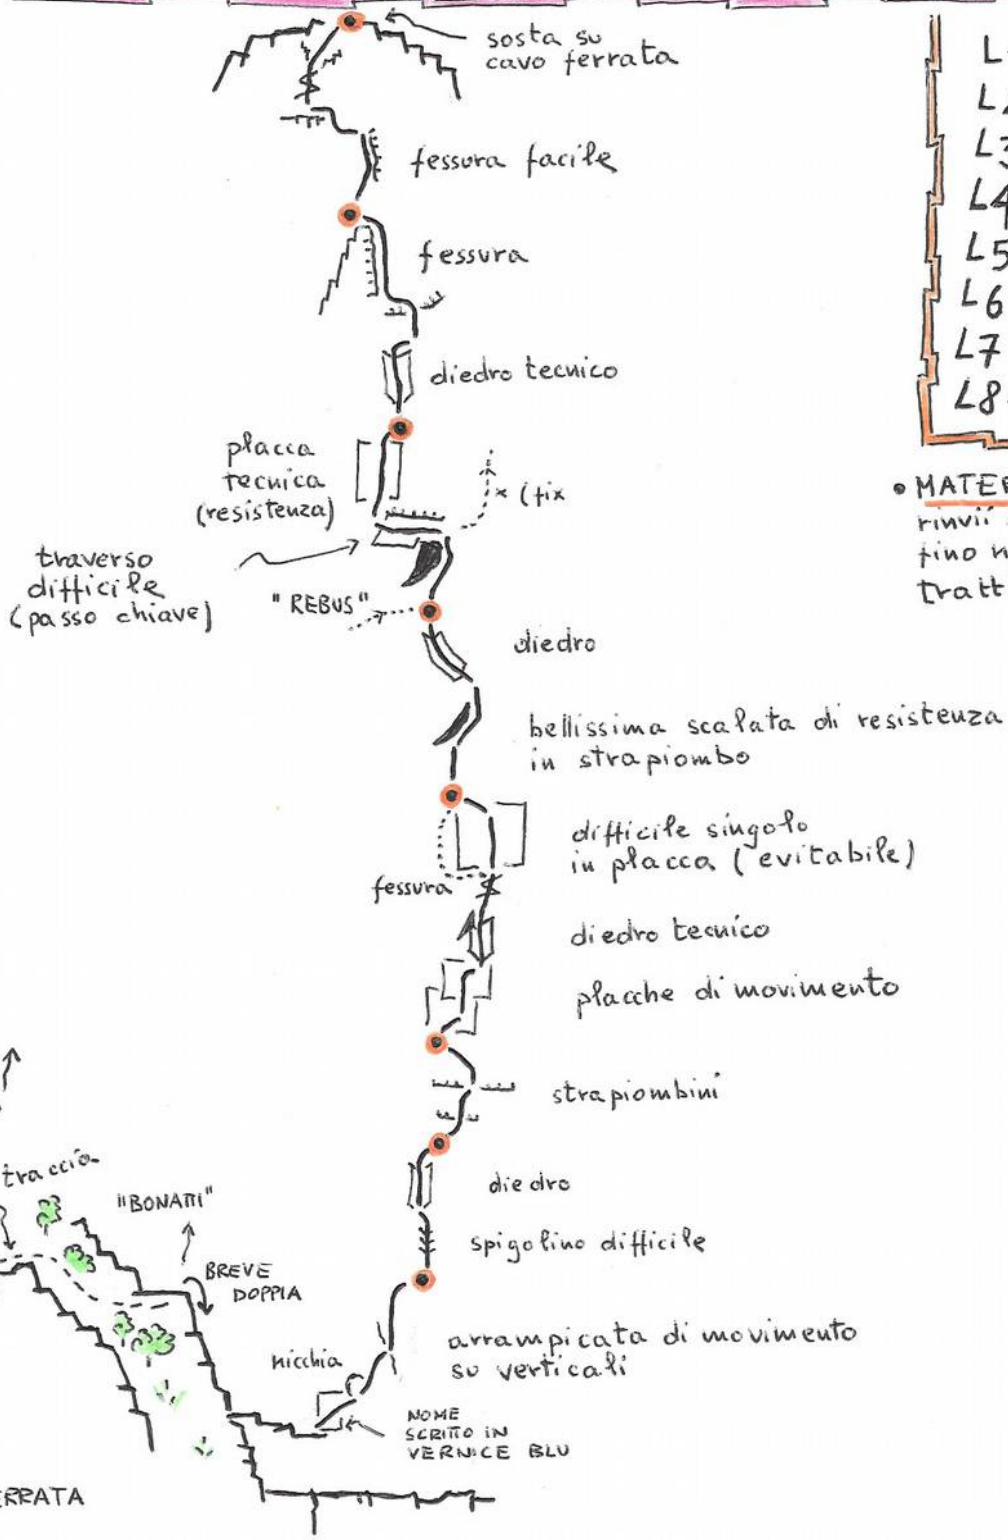 sosta su
cavo ferrata
fessura facile
fessura
diedro tecnico
placca
tecnica
(resistenza)
x (fix
traverso
difficile
(passo chiave)
"REBUS"
diedro
bellissima scalata di resistenza
in strapiombo
difficile singolo
in placca (evitabile)
fessura
diedro tecnico
placche di movimento
strapiombini
traccia
"BONATTI"
diedro
spigolino difficile
BREVE
DOPPIA
arrampicata di movimento
su verticali
nicchia
NOME
SCRITTO IN
VERNICE BLU
ERRATA
L
L2
L3
L4
L5
L6
L7
L8
• MATE
rinvii
fino
tratt